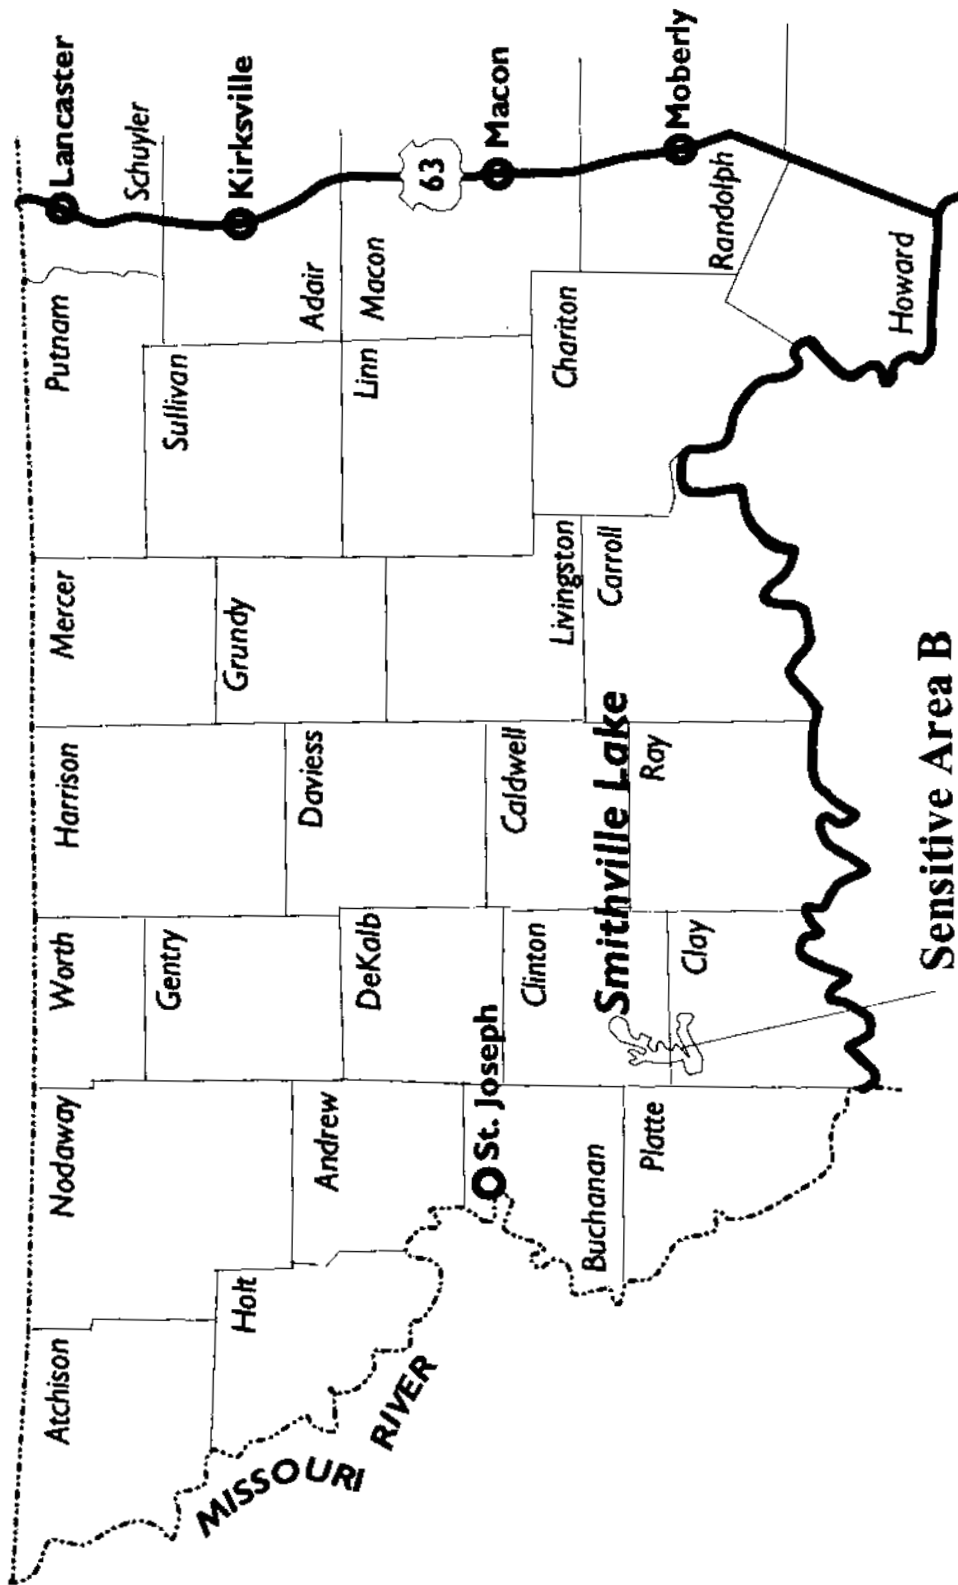 Atchison
Nodaway
Worth
Harrison
Mercer
Putnam
Lancaster
Schuyler
Holt
Gentry
Grundy
Sullivan
Kirksville
Andrew
DeKalb
Daviess
Linn
Adair
Macon
63
MISSOURI
RIVER
St. Joseph
Clinton
Caldwell
Livingston
Chariton
Macon
Buchanan
Smithville Lake
Carroll
Platte
Clay
Ray
Randolph
Moberly
Howard
Sensitive Area B